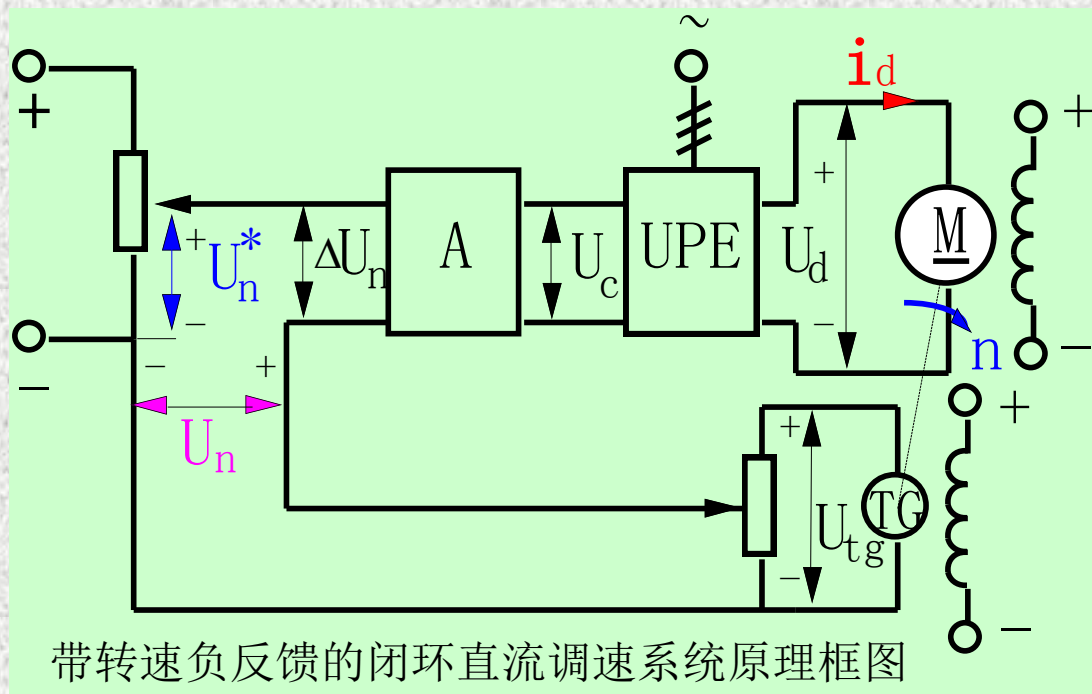 ~
i_d
+
+
A
UPE
M
+
+
U_n^*
ΔU_n
U_c
U_d
−
−
n
−
−
−
+
U_n
+
+
U_tg
TG
−
−
带转速负反馈的闭环直流调速系统原理框图